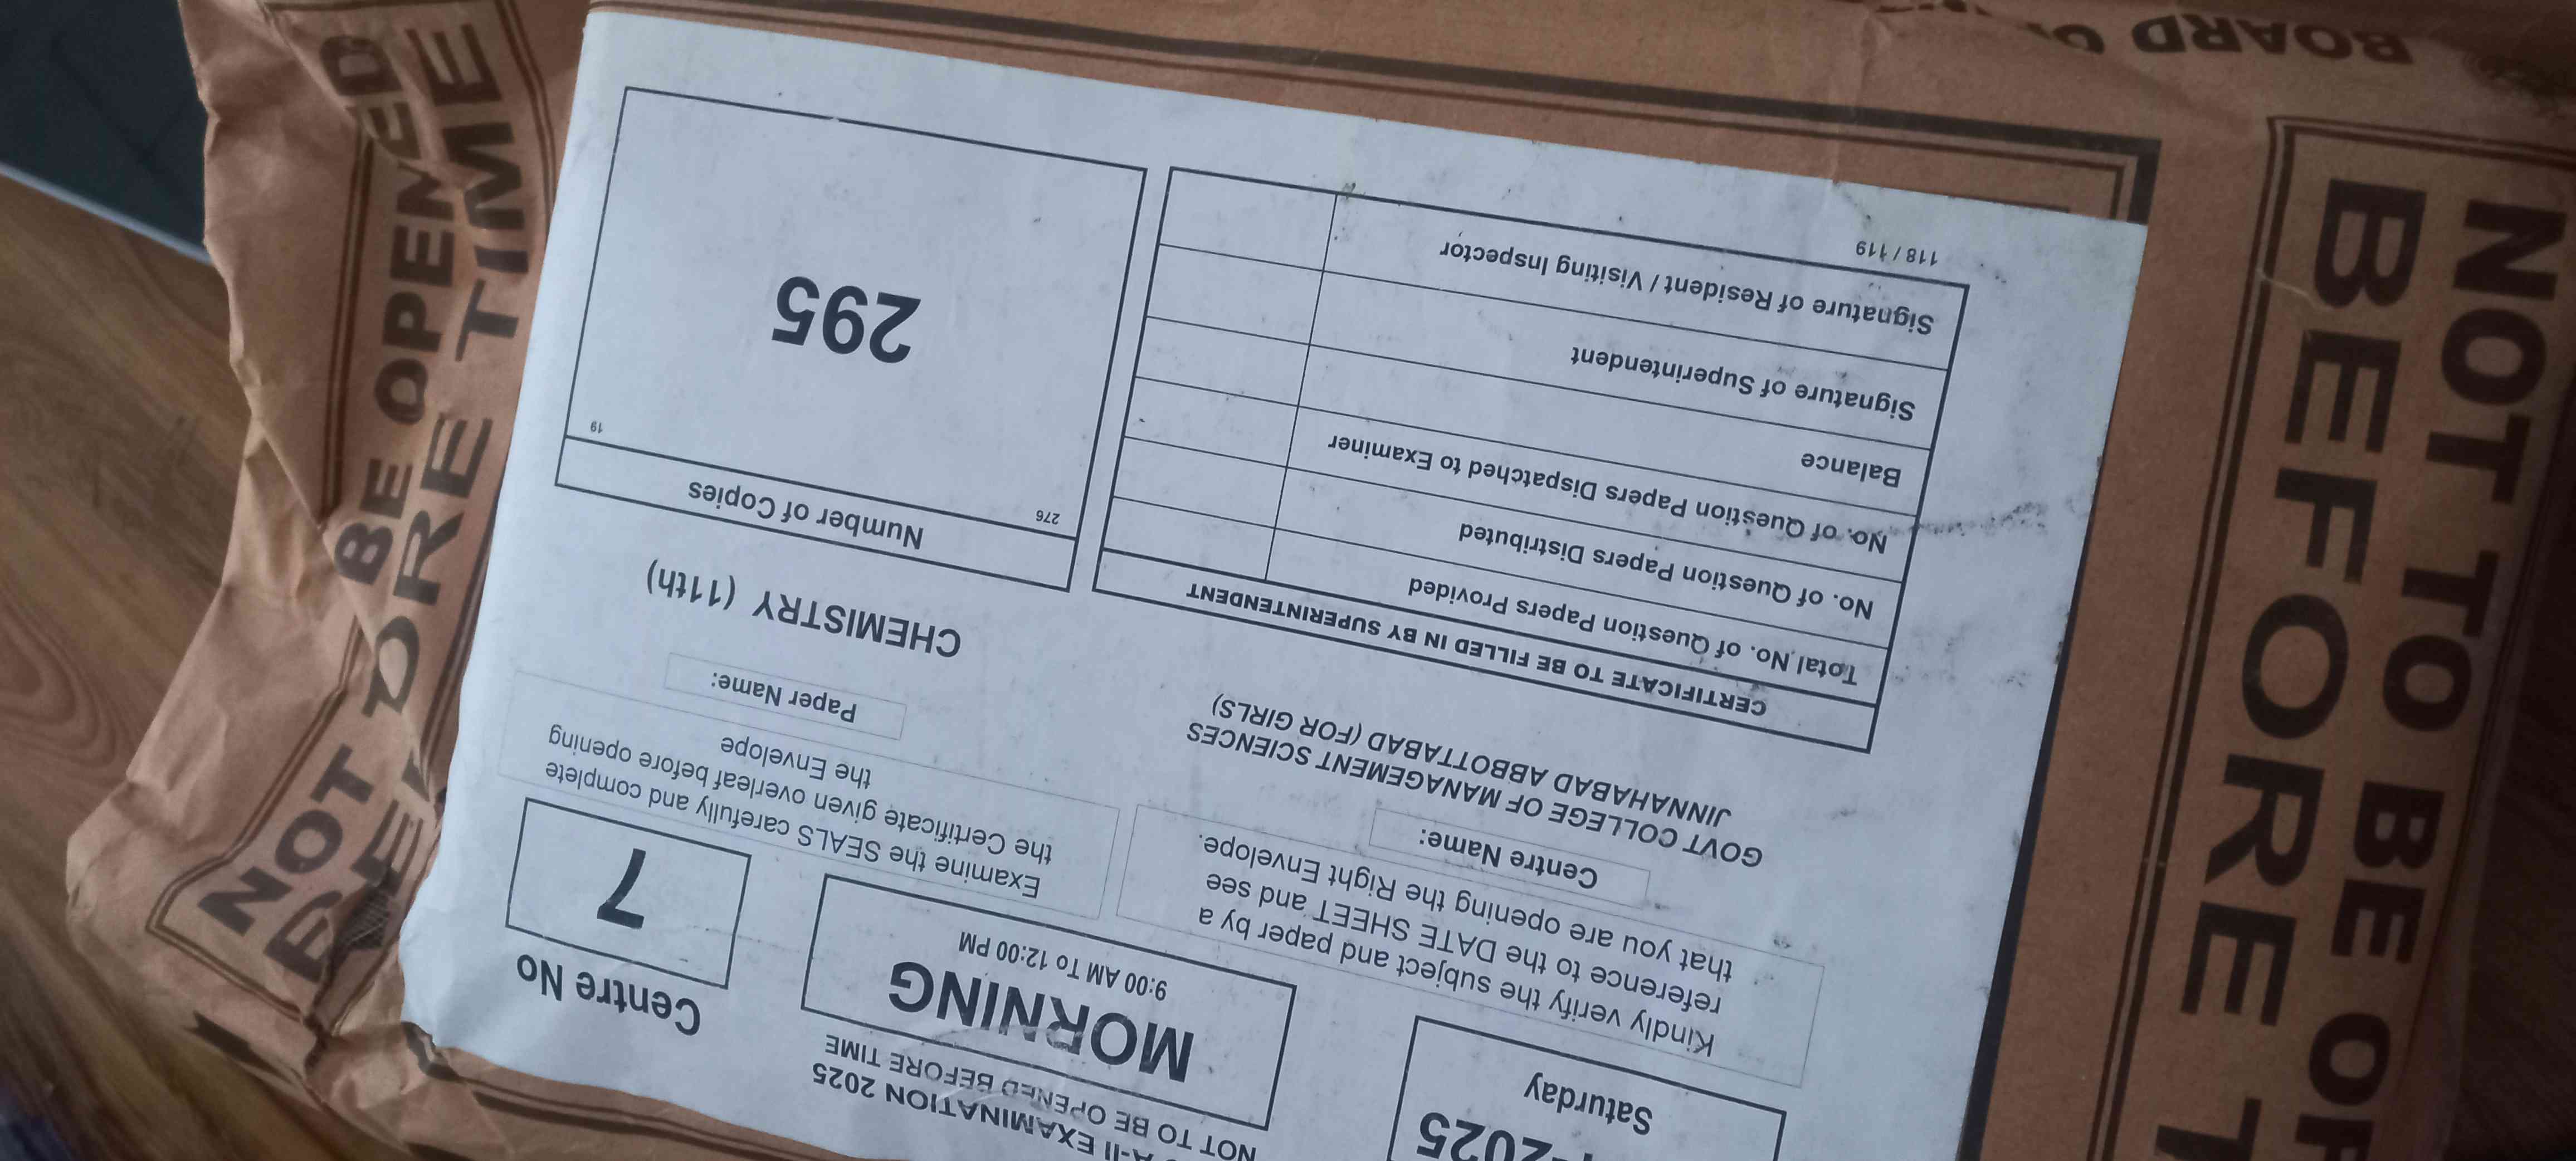 A-II EXAMINATION 2025
NOT TO BE OPENED BEFORE TIME
2025
Saturday
MORNING
9:00 AM To 12:00 PM
Centre No
7
Kindly verify the subject and paper by a
reference to the DATE SHEET and see
that you are opening the Right Envelope.
Examine the SEALS carefully and complete
the Certificate given overleaf before opening
the Envelope
Centre Name:
GOVT COLLEGE OF MANAGEMENT SCIENCES
JINNAHABAD ABBOTTABAD (FOR GIRLS)
Paper Name:
CHEMISTRY (11th)
CERTIFICATE TO BE FILLED IN BY SUPERINTENDENT
Total No. of Question Papers Provided
No. of Question Papers Distributed
No. of Question Papers Dispatched to Examiner
Balance
Signature of Superintendent
Signature of Resident / Visiting Inspector
118 / 119
Number of Copies
276
19
295
NOT TO BE OP
BEFORE T
NOT BE OPENED
BEFORE TIME
BOARD O